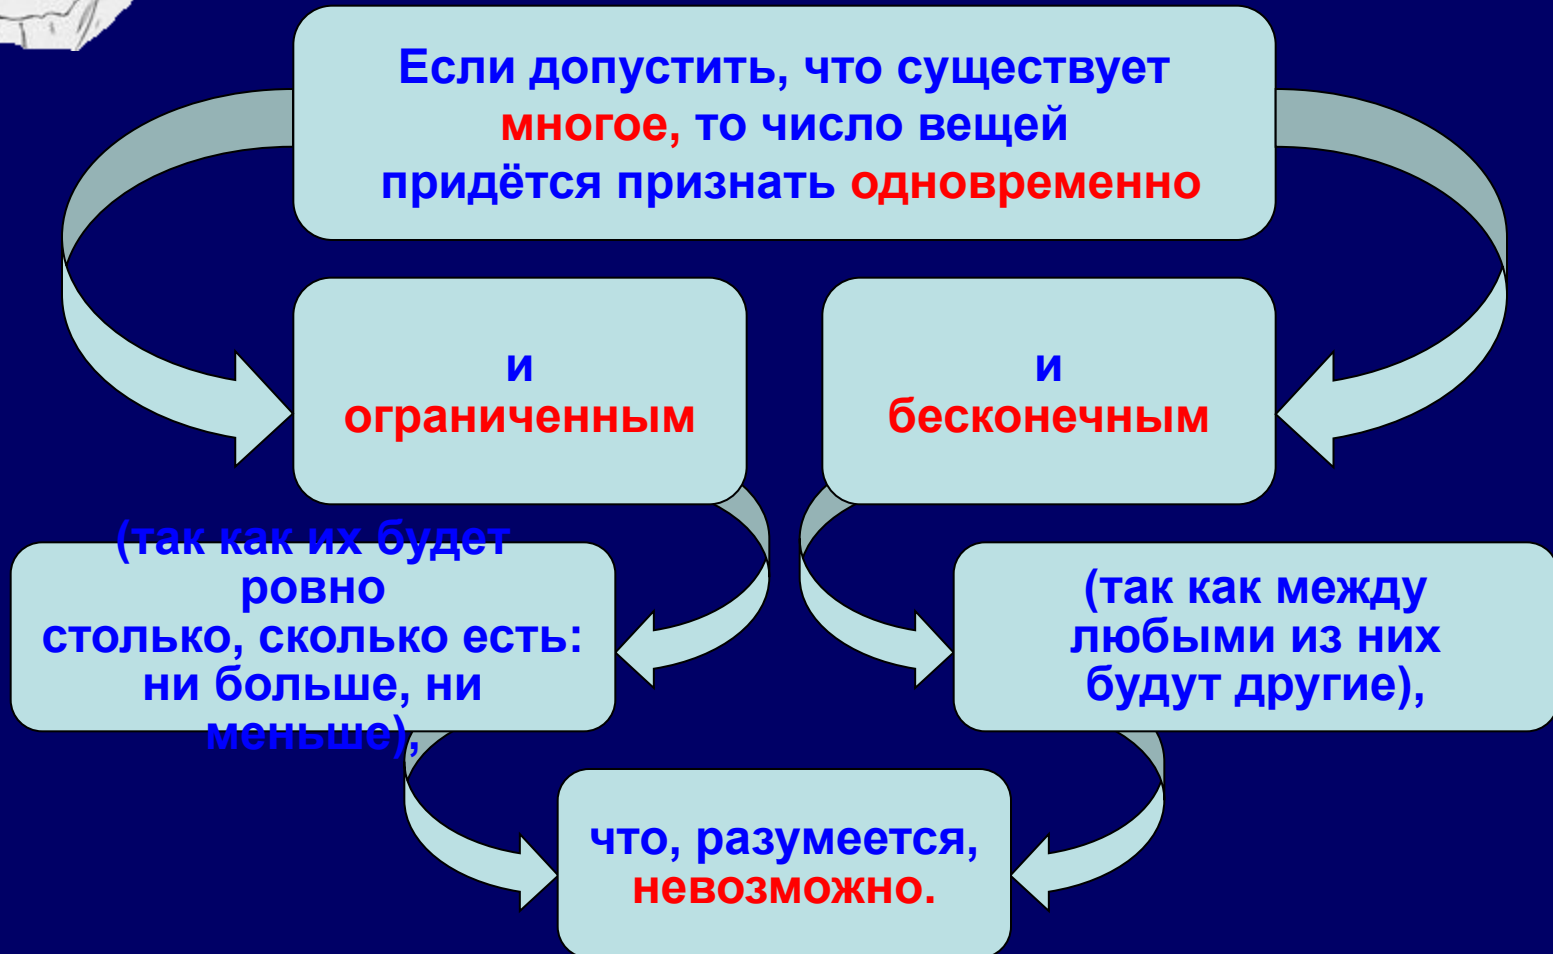 Если допустить, что существует
многое, то число вещей
придётся признать одновременно
и
ограниченным
и
бесконечным
(так как их будет
ровно
столько, сколько есть:
ни больше, ни
меньше),
(так как между
любыми из них
будут другие),
что, разумеется,
невозможно.